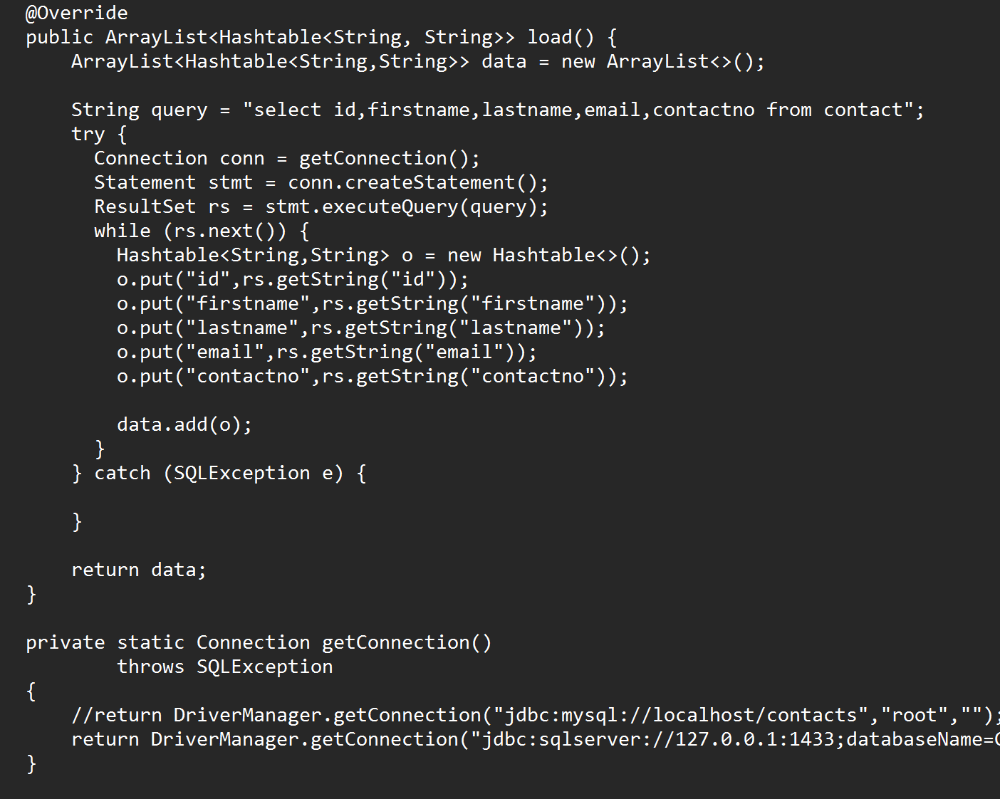 @Override
public ArrayList<Hashtable<String, String>> load() {
    ArrayList<Hashtable<String,String>> data = new ArrayList<>();

    String query = "select id,firstname,lastname,email,contactno from contact";
    try {
      Connection conn = getConnection();
      Statement stmt = conn.createStatement();
      ResultSet rs = stmt.executeQuery(query);
      while (rs.next()) {
        Hashtable<String,String> o = new Hashtable<>();
        o.put("id",rs.getString("id"));
        o.put("firstname",rs.getString("firstname"));
        o.put("lastname",rs.getString("lastname"));
        o.put("email",rs.getString("email"));
        o.put("contactno",rs.getString("contactno"));

        data.add(o);
      }
    } catch (SQLException e) {

    }

    return data;
}

private static Connection getConnection()
        throws SQLException
{
    //return DriverManager.getConnection("jdbc:mysql://localhost/contacts","root","");
    return DriverManager.getConnection("jdbc:sqlserver://127.0.0.1:1433;databaseName=
}